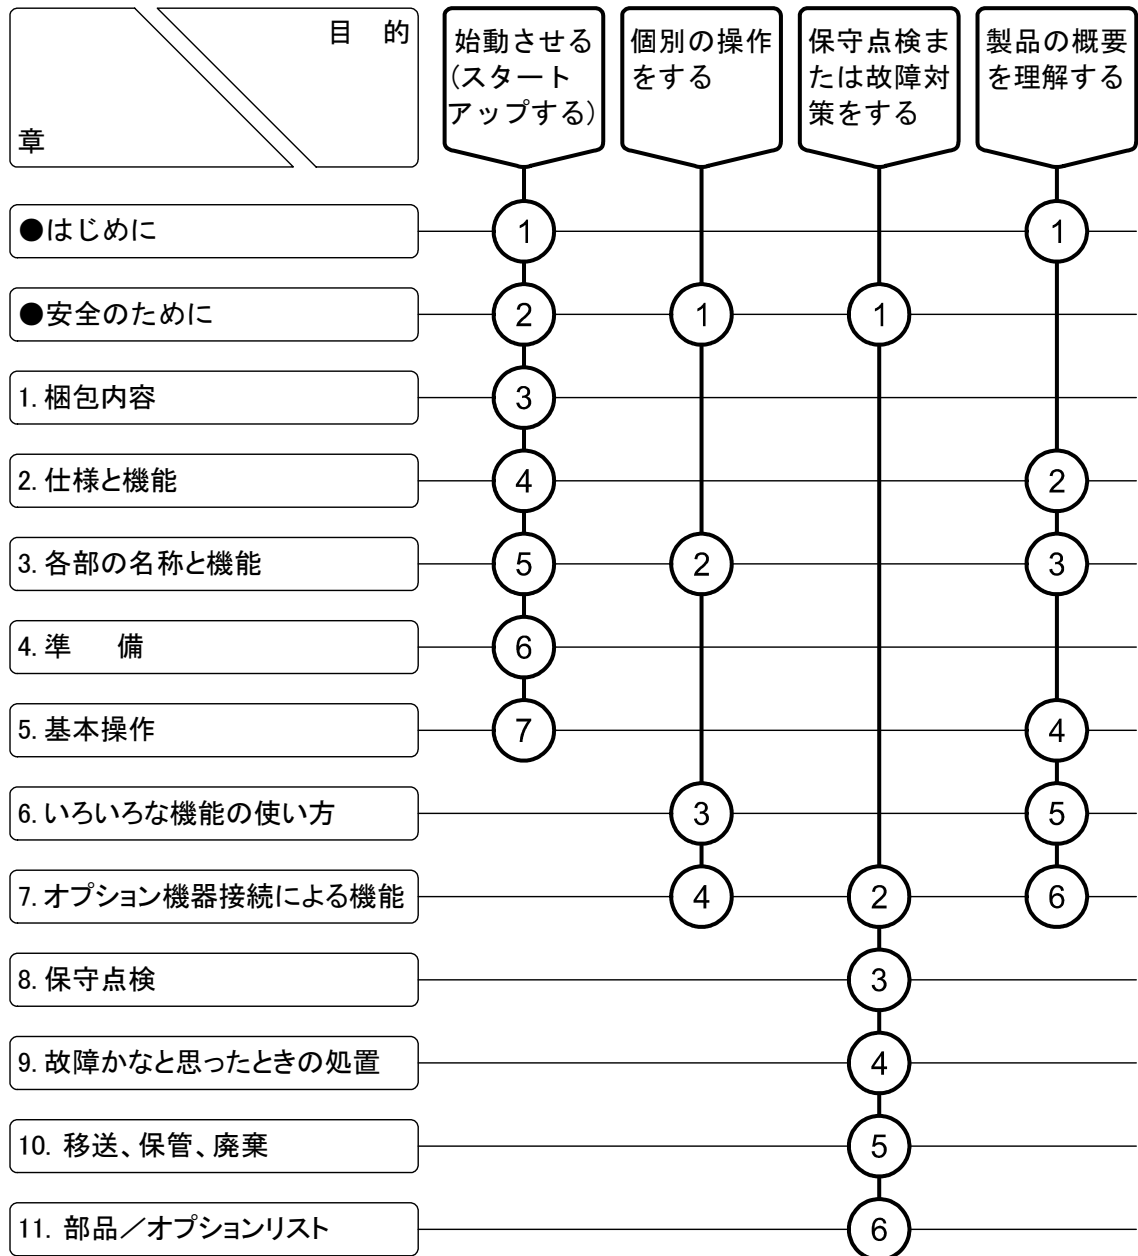 目　的
章
始動させる
(スタート
アップする)
個別の操作
をする
保守点検ま
たは故障対
策をする
製品の概要
を理解する
●はじめに
1
1
●安全のために
2
1
1
1. 梱包内容
3
2. 仕様と機能
4
2
3. 各部の名称と機能
5
2
3
4. 準　備
6
5. 基本操作
7
4
6. いろいろな機能の使い方
3
5
7. オプション機器接続による機能
4
2
6
8. 保守点検
3
9. 故障かなと思ったときの処置
4
10. 移送、保管、廃棄
5
11. 部品／オプションリスト
6